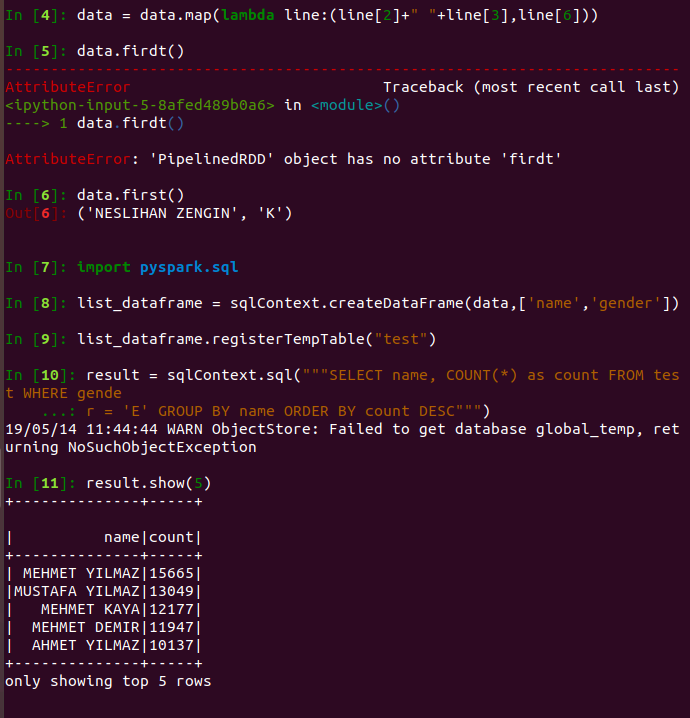 In [4]: data = data.map(lambda line:(line[2]+" "+line[3],line[6]))
In [5]: data.firdt()
---------------------------------------------------------------------------
AttributeError                            Traceback (most recent call last)
<ipython-input-5-8afed489b0a6> in <module>()
----> 1 data.firdt()
AttributeError: 'PipelinedRDD' object has no attribute 'firdt'
In [6]: data.first()
Out[6]: ('NESLIHAN ZENGIN', 'K')
In [7]: import pyspark.sql
In [8]: list_dataframe = sqlContext.createDataFrame(data,['name','gender'])
In [9]: list_dataframe.registerTempTable("test")
In [10]: result = sqlContext.sql("""SELECT name, COUNT(*) as count FROM tes
t WHERE gende
    ...: r = 'E' GROUP BY name ORDER BY count DESC""")
19/05/14 11:44:44 WARN ObjectStore: Failed to get database global_temp, ret
urning NoSuchObjectException
In [11]: result.show(5)
+--------------+-----+
|          name|count|
+--------------+-----+
| MEHMET YILMAZ|15665|
|MUSTAFA YILMAZ|13049|
|   MEHMET KAYA|12177|
|  MEHMET DEMIR|11947|
|  AHMET YILMAZ|10137|
+--------------+-----+
only showing top 5 rows